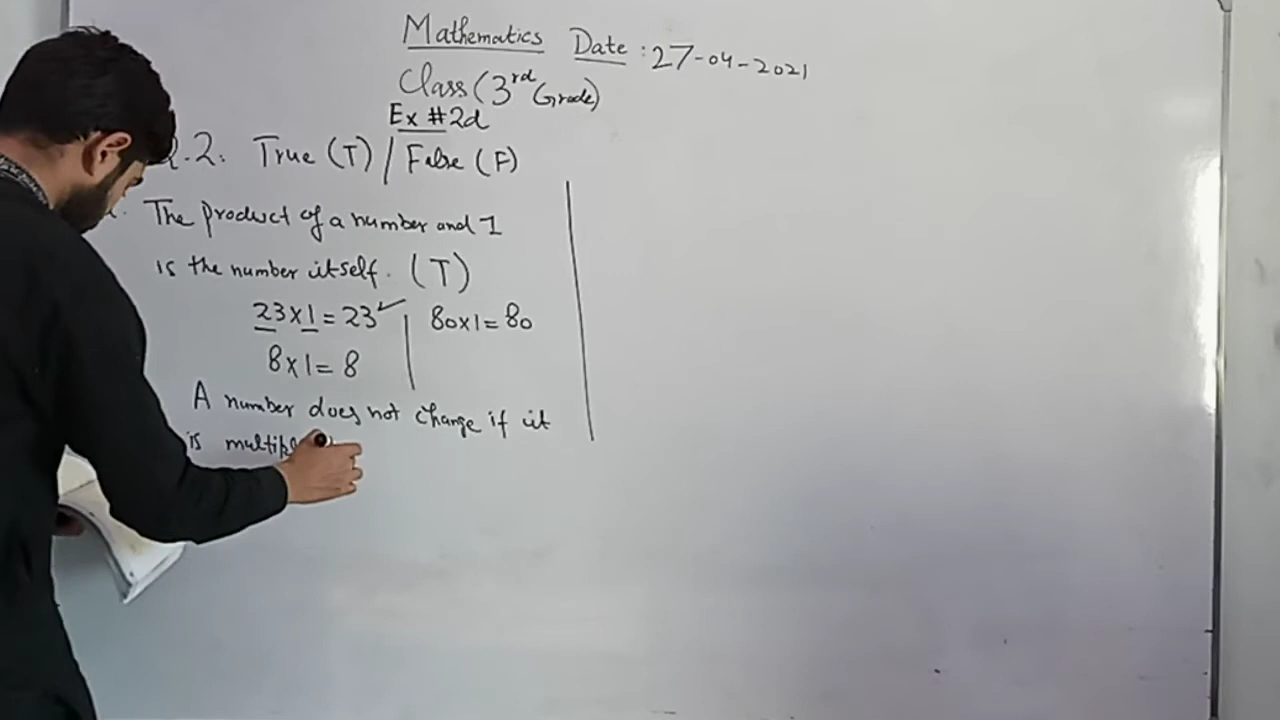 Mathematics Date: 27-04-2021
Class (3rd Grade)
Ex #2d
.2. True (T) / False (F)
The product of a number and 1
is the number itself. (T)
23x1=23✓ | 80x1=80
8x1=8
A number does not change if it
is